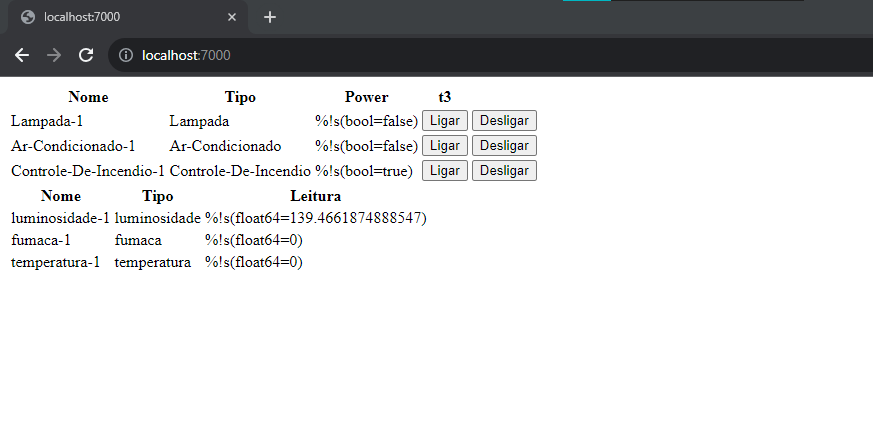 localhost:7000
localhost:7000
Nome Tipo Power t3
Lampada-1 Lampada %!s(bool=false) Ligar Desligar
Ar-Condicionado-1 Ar-Condicionado %!s(bool=false) Ligar Desligar
Controle-De-Incendio-1 Controle-De-Incendio %!s(bool=true) Ligar Desligar
Nome Tipo Leitura
luminosidade-1 luminosidade %!s(float64=139.4661874888547)
fumaca-1 fumaca %!s(float64=0)
temperatura-1 temperatura %!s(float64=0)